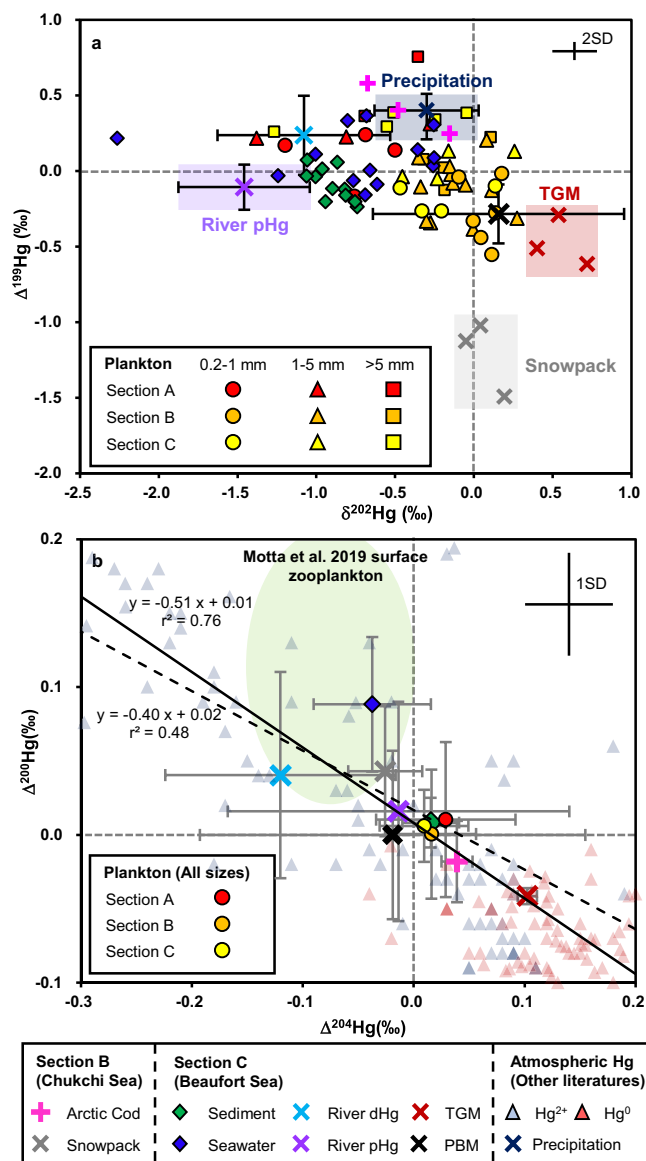 1.0
a
2SD
Precipitation
0.5
0.0
River pHg
TGM
-0.5
Δ199Hg (‰)
-1.0
Snowpack
Plankton 0.2-1 mm 1-5 mm >5 mm
Section A
-1.5
Section B
Section C
-2.0
-2.5 -2.0 -1.5 -1.0 -0.5 0.0 0.5 1.0
δ202Hg (‰)
0.2
b
Motta et al. 2019 surface
zooplankton
1SD
y = -0.51 x + 0.01
r² = 0.76
0.1
y = -0.40 x + 0.02
r² = 0.48
Δ200Hg(‰)
0.0
Plankton (All sizes)
Section A
Section B
Section C
-0.1
-0.3 -0.2 -0.1 0.0 0.1 0.2
Δ204Hg(‰)
Section B
(Chukchi Sea)
Arctic Cod
Snowpack
Section C
(Beaufort Sea)
Sediment River dHg TGM
Seawater River pHg PBM
Atmospheric Hg
(Other literatures)
Hg2+ Hg0
Precipitation